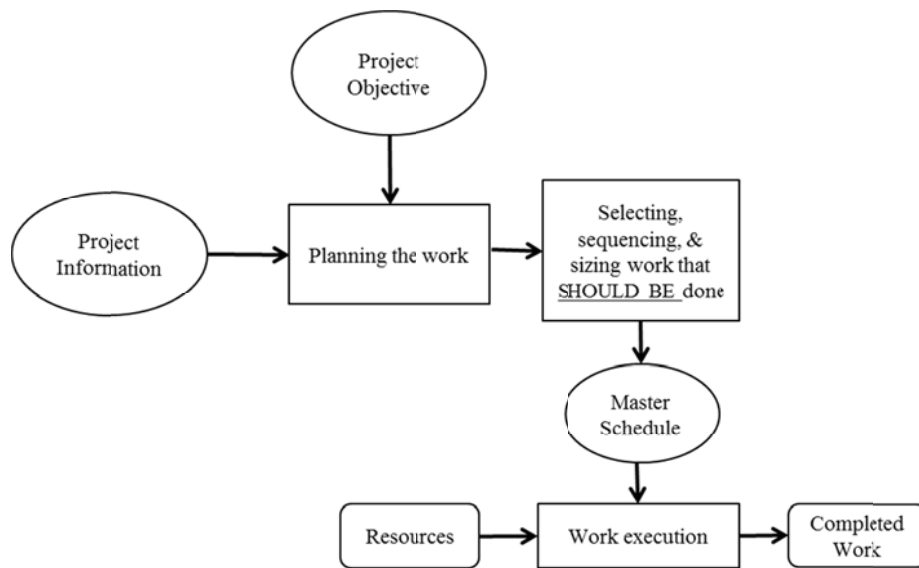 Project
Objective
Project
Information
Planning the work
Selecting,
sequencing, &
sizing work that
SHOULD BE done
Master
Schedule
Resources
Work execution
Completed
Work